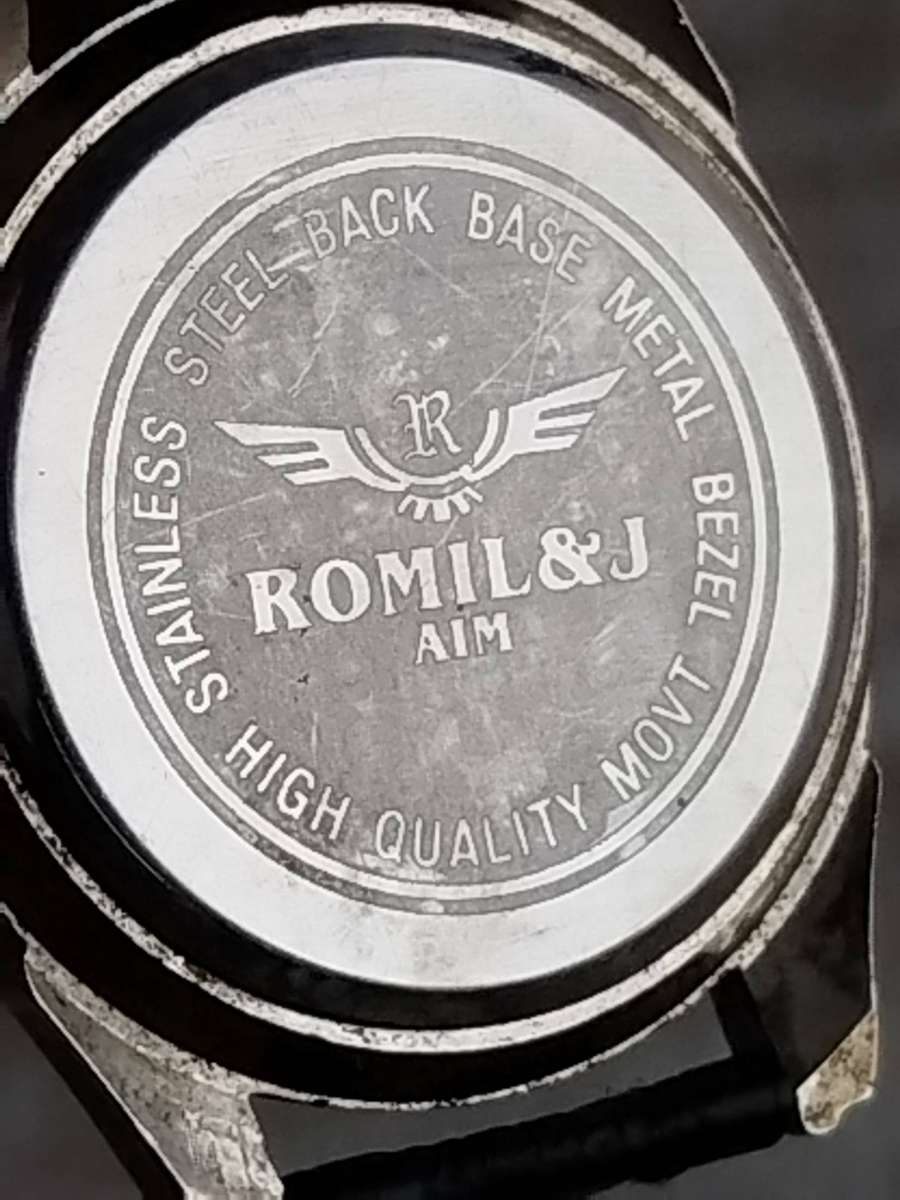 STAINLESS STEEL BACK BASE METAL BEZEL
R
ROMIL&J
AIM
HIGH QUALITY MOVT